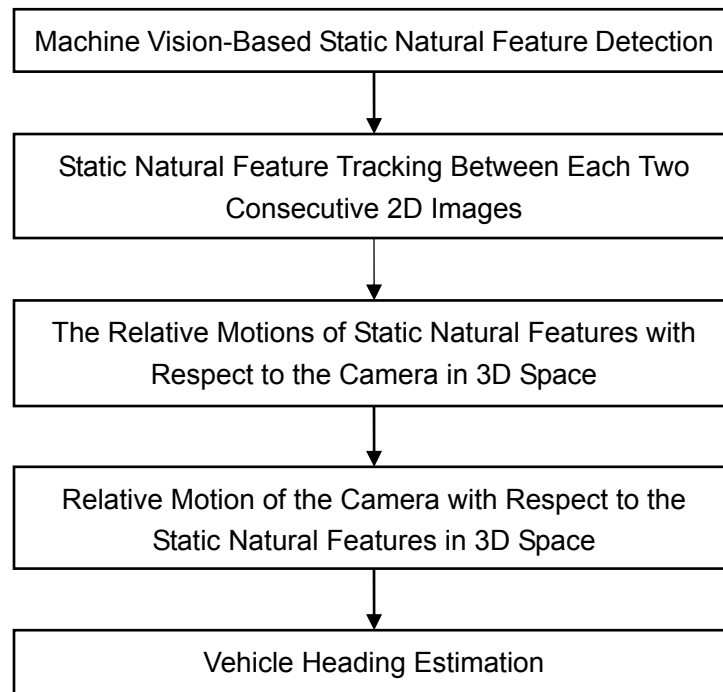 Machine Vision-Based Static Natural Feature Detection
Static Natural Feature Tracking Between Each Two
Consecutive 2D Images
The Relative Motions of Static Natural Features with
Respect to the Camera in 3D Space
Relative Motion of the Camera with Respect to the
Static Natural Features in 3D Space
Vehicle Heading Estimation